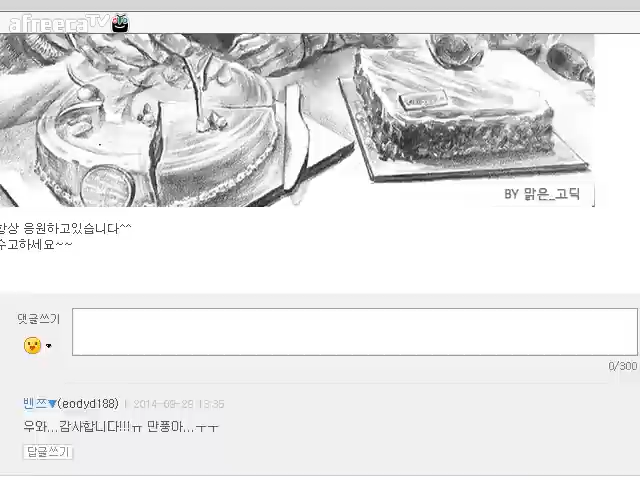 afreecaTV
BY 맑은_고딕
항상 응원하고있습니다^^
수고하세요~~
댓글쓰기
0/300
밴쯔▼(eodyd188) | 2014-09-29 13:35
우와...감사합니다!!!ㅠ 만풍아...ㅜㅜ
답글쓰기